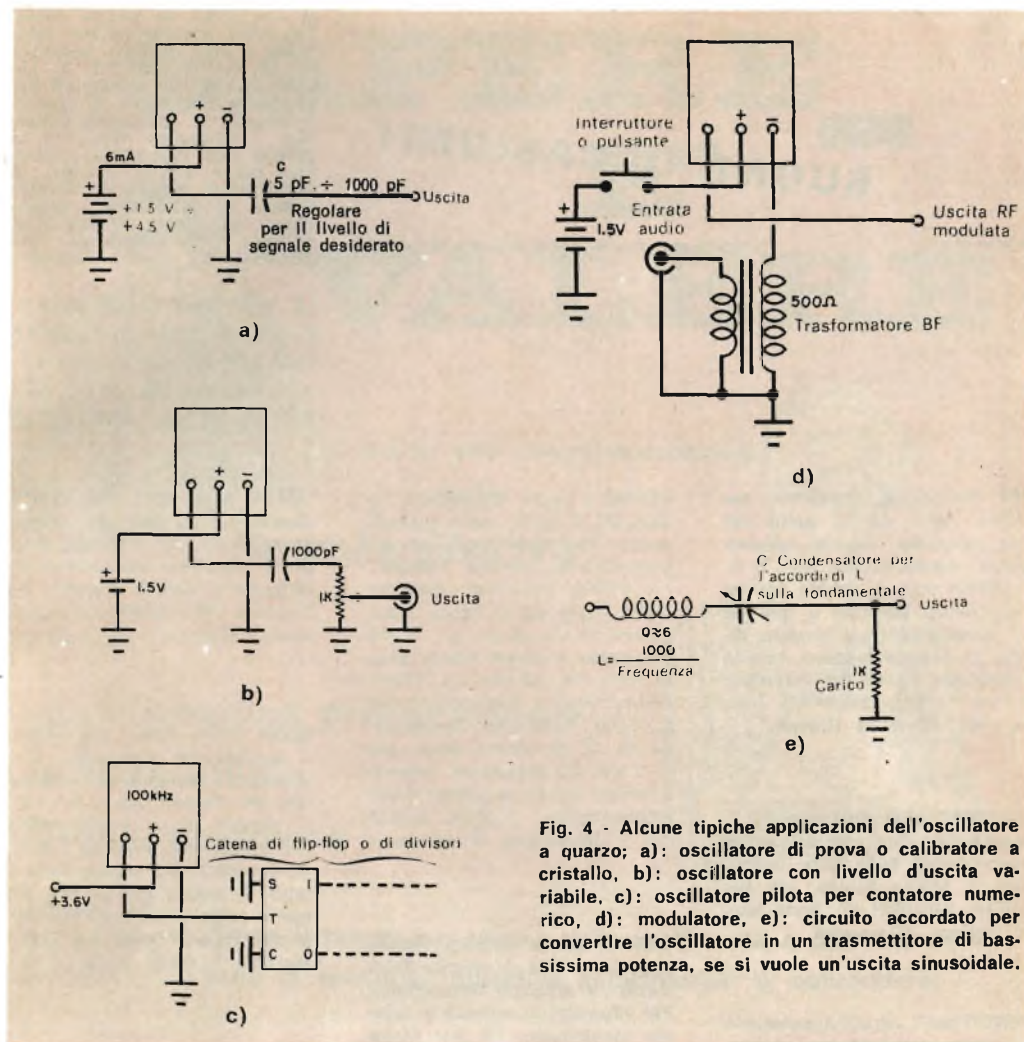 +
−
6mA
C
5 pF. ÷ 1000 pF
Uscita
+
+1.5 V ÷
+4.5 V
Regolare
per Il livello di
segnale desiderato
a)
+
−
+
1.5V
1000pF
1K
Uscita
b)
100kHz
+
−
Catena di flip-flop o di divisori
+3.6V
S
1
T
C
0
c)
+
−
Interruttore
o pulsante
+
1.5V
Entrata
audio
Uscita RF
modulata
500Ω
Trasformatore BF
d)
C Condensatore per
l'accordo di L
sulla fondamentale
Uscita
Q≈6
L= 1000
Frequenza
1K
Carico
e)
Fig. 4 - Alcune tipiche applicazioni dell'oscillatore
a quarzo; a): oscillatore di prova o calibratore a
cristallo, b): oscillatore con livello d'uscita va-
riabile, c): oscillatore pilota per contatore nume-
rico, d): modulatore, e): circuito accordato per
convertire l'oscillatore in un trasmettitore di bas-
sissima potenza, se si vuole un'uscita sinusoidale.